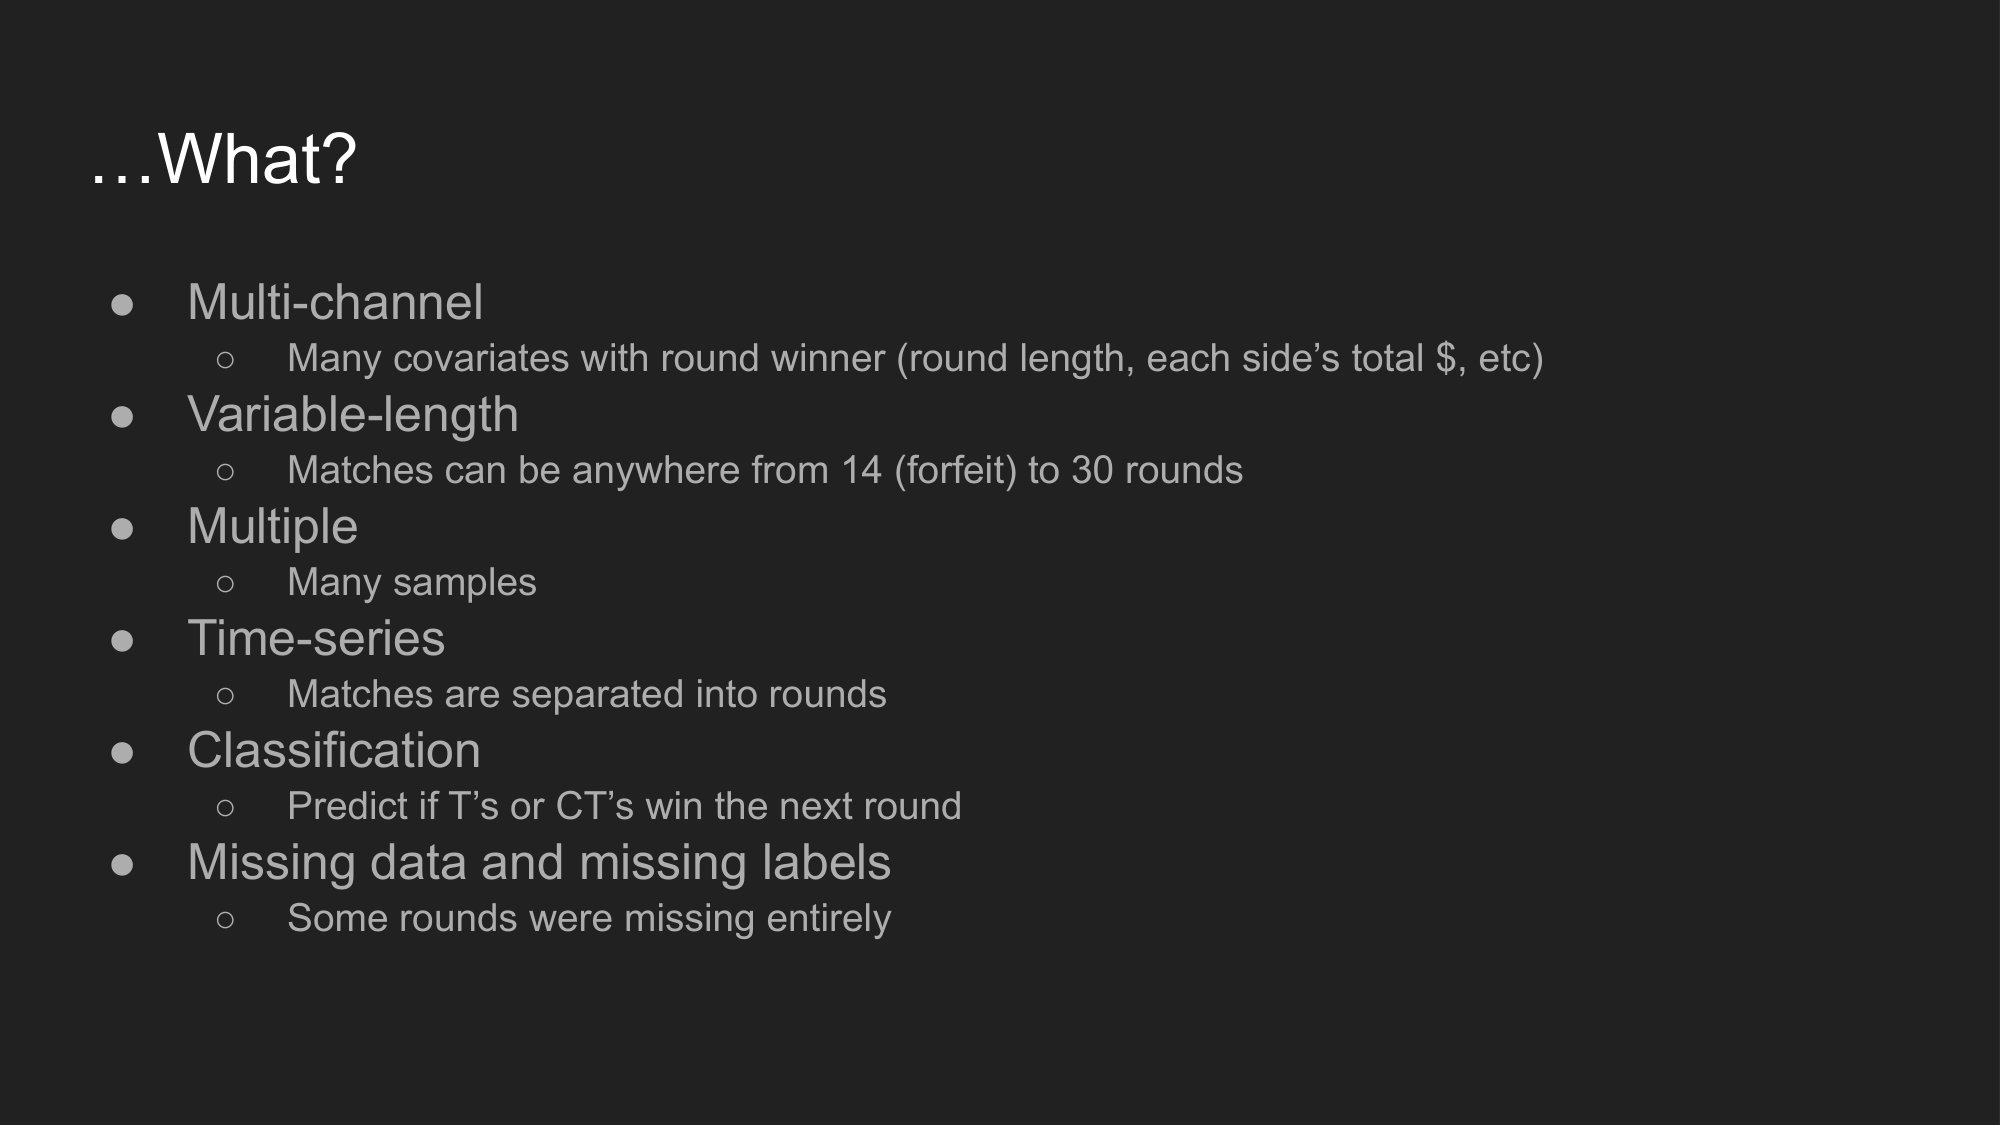 …What?
● Multi-channel
○ Many covariates with round winner (round length, each side’s total $, etc)
● Variable-length
○ Matches can be anywhere from 14 (forfeit) to 30 rounds
● Multiple
○ Many samples
● Time-series
○ Matches are separated into rounds
● Classification
○ Predict if T’s or CT’s win the next round
● Missing data and missing labels
○ Some rounds were missing entirely